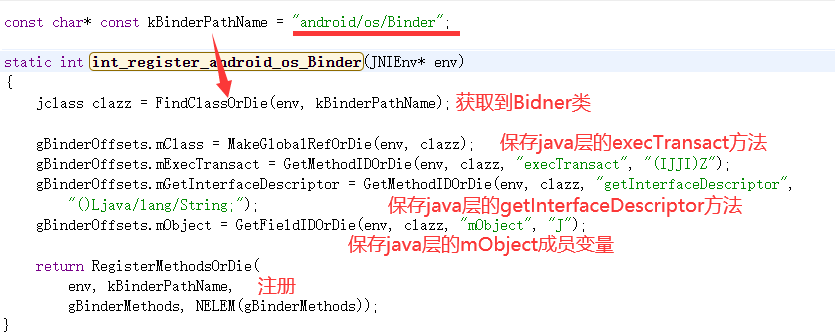 const char* const kBinderPathName = "android/os/Binder";
static int int_register_android_os_Binder(JNIEnv* env)
{
jclass clazz = FindClassOrDie(env, kBinderPathName); 获取到Bidner类
gBinderOffsets.mClass = MakeGlobalRefOrDie(env, clazz); 保存java层的execTransact方法
gBinderOffsets.mExecTransact = GetMethodIDOrDie(env, clazz, "execTransact", "(IJJI)Z");
gBinderOffsets.mGetInterfaceDescriptor = GetMethodIDOrDie(env, clazz, "getInterfaceDescriptor",
"()Ljava/lang/String;"); 保存java层的getInterfaceDescriptor方法
gBinderOffsets.mObject = GetFieldIDOrDie(env, clazz, "mObject", "J");
保存java层的mObject成员变量
return RegisterMethodsOrDie(
env, kBinderPathName, 注册
gBinderMethods, NELEM(gBinderMethods));
}